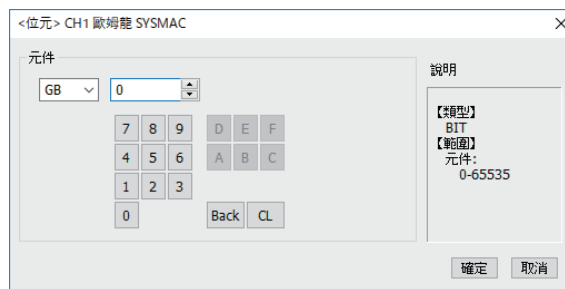 <位元> CH1 歐姆龍 SYSMAC
元件
GB
0
7 8 9 D E F
4 5 6 A B C
1 2 3
0 Back CL
說明
【類型】
BIT
【範圍】
元件:
0-65535
確定 取消